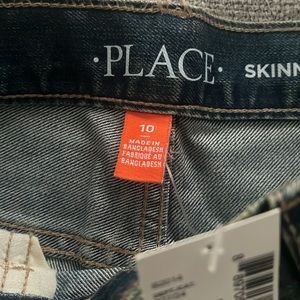 ·PLACE· SKINN
10
MADE IN
BANGLADESH
FABRIQUÉ AU
BANGLADESH